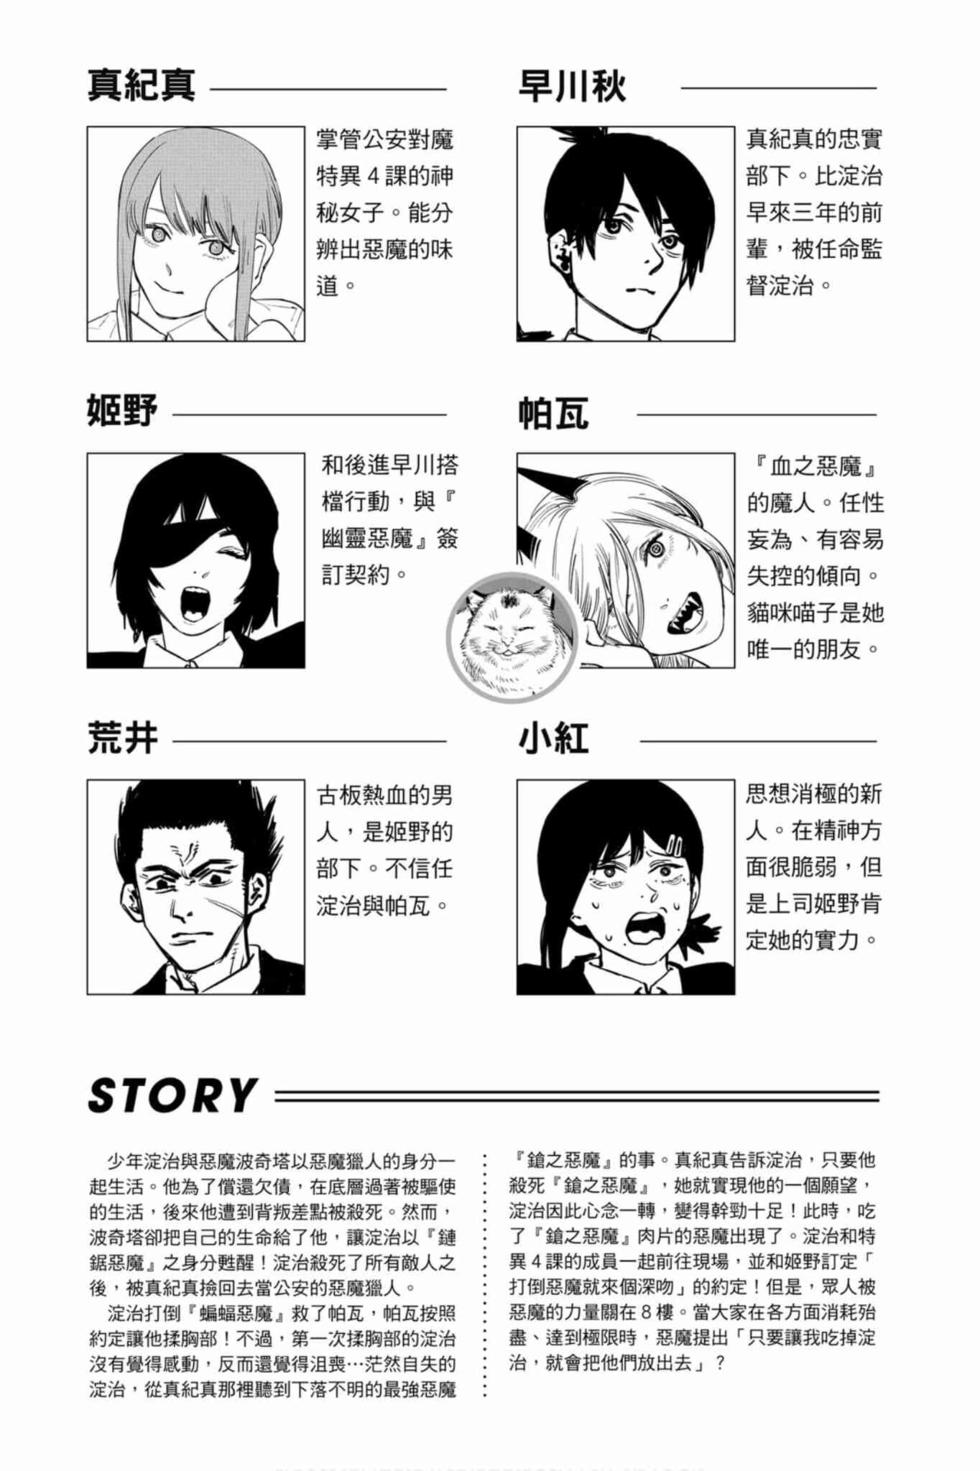 真紀真
掌管公安對魔
特異4課的神
秘女子。能分
辨出惡魔的味
道。
早川秋
真紀真的忠實
部下。比淀治
早來三年的前
輩，被任命監
督淀治。
姬野
和後進早川搭
檔行動，與『
幽靈惡魔』簽
訂契約。
帕瓦
『血之惡魔』
的魔人。任性
妄為、有容易
失控的傾向。
貓咪喵子是她
唯一的朋友。
荒井
古板熱血的男
人，是姬野的
部下。不信任
淀治與帕瓦。
小紅
思想消極的新
人。在精神方
面很脆弱，但
是上司姬野肯
定她的實力。
STORY
少年淀治與惡魔波奇塔以惡魔獵人的身分一
起生活。他為了償還欠債，在底層過著被驅使
的生活，後來他遭到背叛差點被殺死。然而，
波奇塔卻把自己的生命給了他，讓淀治以『鏈
鋸惡魔』之身分甦醒！淀治殺死了所有敵人之
後，被真紀真撿回去當公安的惡魔獵人。
淀治打倒『蝙蝠惡魔』救了帕瓦，帕瓦按照
約定讓他揉胸部！不過，第一次揉胸部的淀治
沒有覺得感動，反而還覺得沮喪…茫然自失的
淀治，從真紀真那裡聽到下落不明的最強惡魔
『鎗之惡魔』的事。真紀真告訴淀治，只要他
殺死『鎗之惡魔』，她就實現他的一個願望，
淀治因此心念一轉，變得幹勁十足！此時，吃
了『鎗之惡魔』肉片的惡魔出現了。淀治和特
異4課的成員一起前往現場，並和姬野訂定「
打倒惡魔就來個深吻」的約定！但是，眾人被
惡魔的力量關在8樓。當大家在各方面消耗殆
盡、達到極限時，惡魔提出「只要讓我吃掉淀
治，就會把他們放出去」？